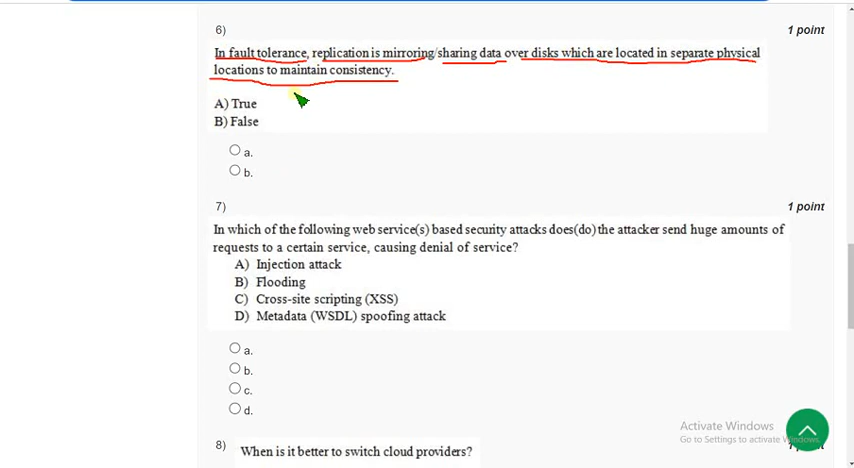 6)
1 point
In fault tolerance, replication is mirroring/sharing data over disks which are located in separate physical
locations to maintain consistency.
A) True
B) False
a.
b.
7)
1 point
In which of the following web service(s) based security attacks does(do) the attacker send huge amounts of
requests to a certain service, causing denial of service?
A) Injection attack
B) Flooding
C) Cross-site scripting (XSS)
D) Metadata (WSDL) spoofing attack
a.
b.
c.
d.
Activate Windows
Go to Settings to activate Windows.
8)
When is it better to switch cloud providers?